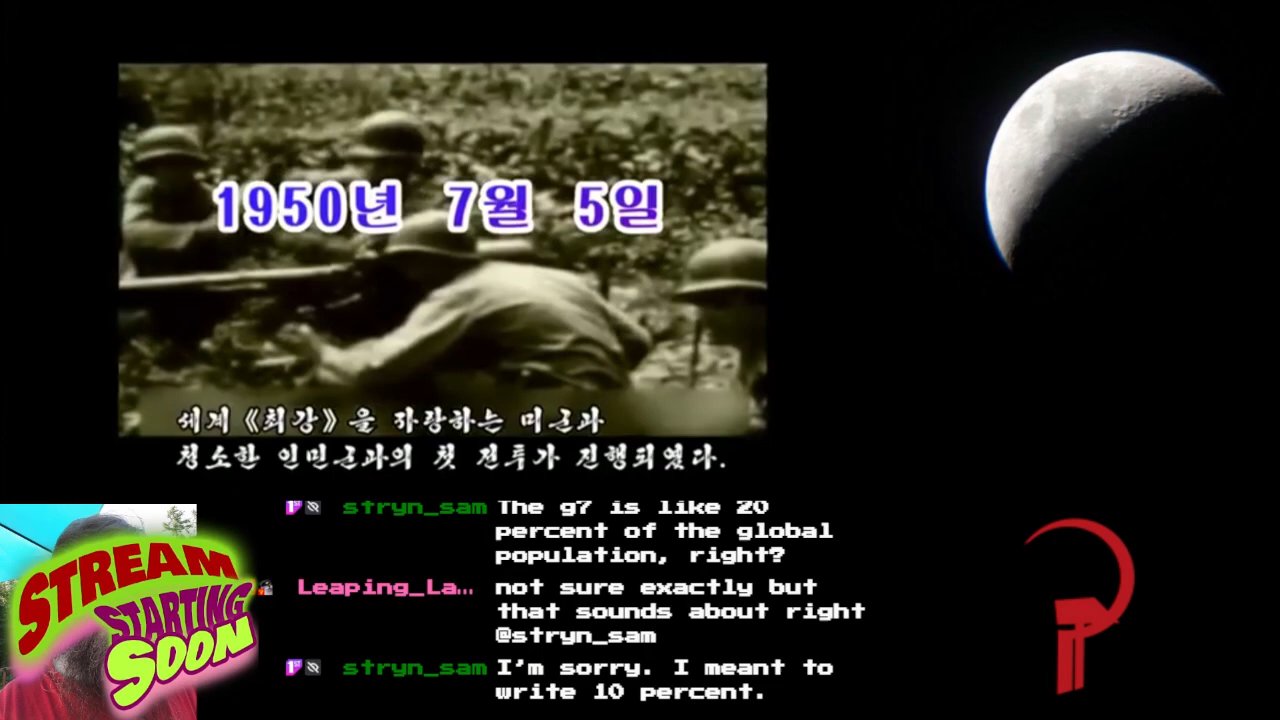 1950년 7월 5일
세계 《최강》을 자랑하는 미군과
청소한 인민군과의 첫 전투가 진행되였다.
stryn_sam The g7 is like 20
percent of the global
population, right?
Leaping_La... not sure exactly but
that sounds about right
@stryn_sam
stryn_sam I'm sorry. I meant to
write 10 percent.
STREAM
STARTING
SOON